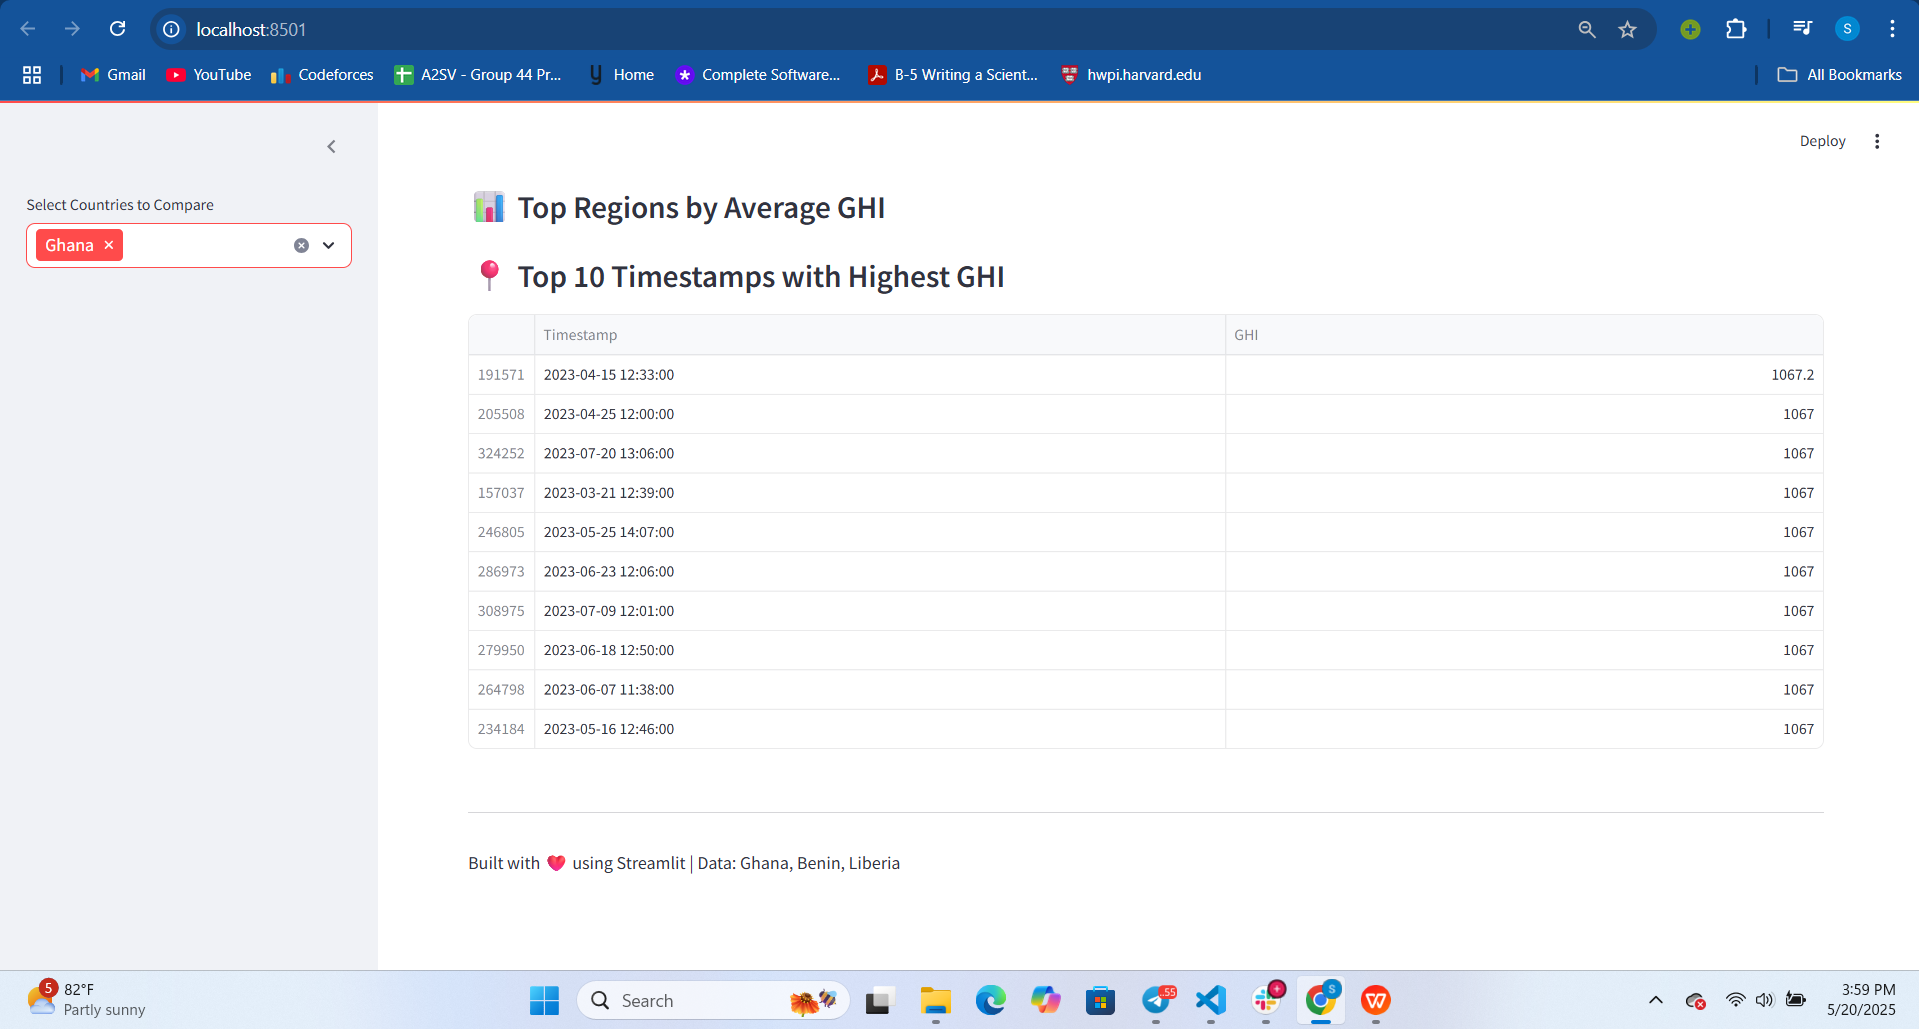 localhost:8501
S
Gmail
YouTube
Codeforces
A2SV - Group 44 Pr...
Home
Complete Software...
B-5 Writing a Scient...
hwpi.harvard.edu
All Bookmarks
Deploy
Select Countries to Compare
Ghana
Top Regions by Average GHI
Top 10 Timestamps with Highest GHI
Timestamp GHI
191571 2023-04-15 12:33:00 1067.2
205508 2023-04-25 12:00:00 1067
324252 2023-07-20 13:06:00 1067
157037 2023-03-21 12:39:00 1067
246805 2023-05-25 14:07:00 1067
286973 2023-06-23 12:06:00 1067
308975 2023-07-09 12:01:00 1067
279950 2023-06-18 12:50:00 1067
264798 2023-06-07 11:38:00 1067
234184 2023-05-16 12:46:00 1067
Built with ❤️ using Streamlit | Data: Ghana, Benin, Liberia
5
82°F
Partly sunny
Search
..55
S
3:59 PM
5/20/2025